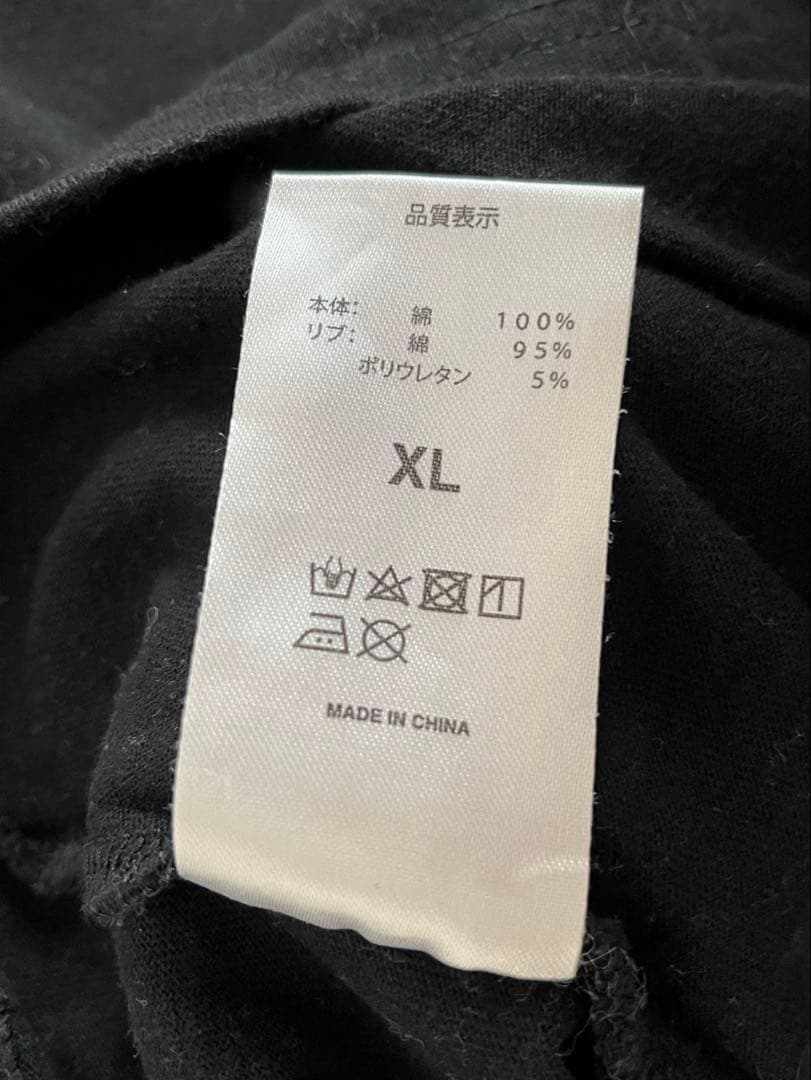 品質表示
本体: 綿 100%
リブ: 綿 95%
ポリウレタン 5%
XL
MADE IN CHINA